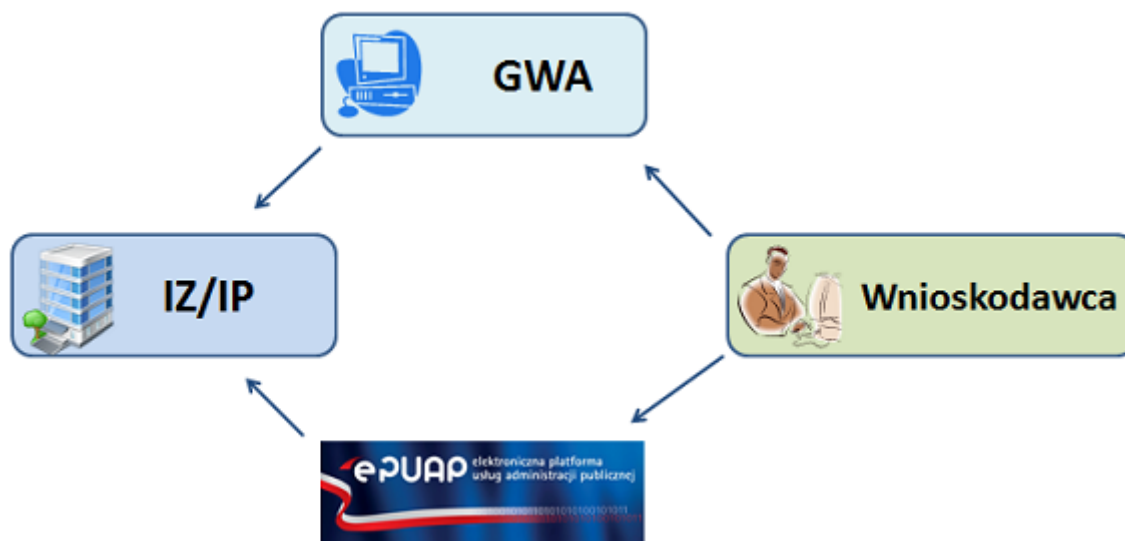 GWA
IZ/IP
Wnioskodawca
ePUAP
elektroniczna platforma
usług administracji publicznej